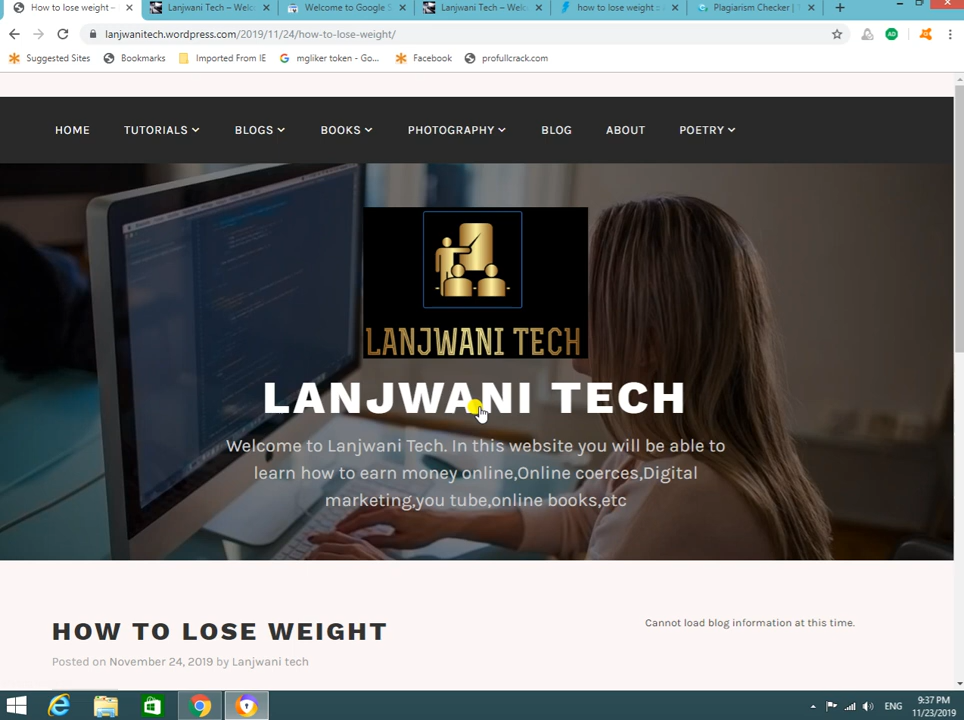 How to lose weight –
Lanjwani Tech – Welc
Welcome to Google S
Lanjwani Tech – Welc
how to lose weight :: 
Plagiarism Checker |
lanjwanitech.wordpress.com/2019/11/24/how-to-lose-weight/
AD
Suggested Sites
Bookmarks
Imported From IE
mgliker token - Go...
Facebook
profullcrack.com
HOME
TUTORIALS
BLOGS
BOOKS
PHOTOGRAPHY
BLOG
ABOUT
POETRY
LANJWANI TECH
LANJWANI TECH
Welcome to Lanjwani Tech. In this website you will be able to
learn how to earn money online,Online coerces,Digital
marketing,you tube,online books,etc
HOW TO LOSE WEIGHT
Cannot load blog information at this time.
Posted on November 24, 2019 by Lanjwani tech
ENG
9:37 PM
11/23/2019